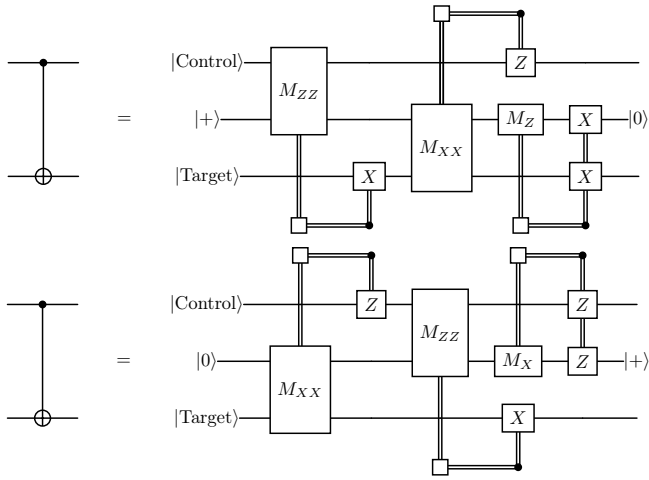 |Control⟩ Z
M_{ZZ}
= |+⟩ M_Z X |0⟩
M_{XX}
|Target⟩ X X
|Control⟩ Z Z
M_{ZZ}
= |0⟩ M_X Z |+⟩
M_{XX}
|Target⟩ X